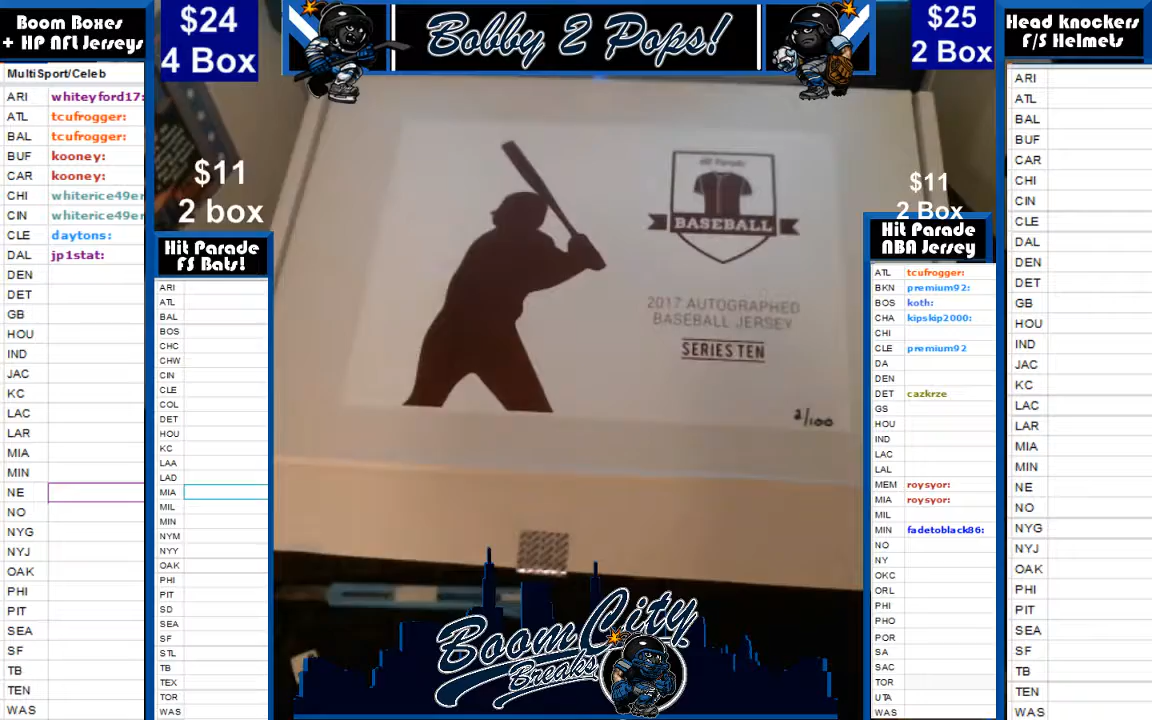 Boom Boxes
+ HP NFL Jerseys
MultiSport/Celeb
ARI whiteyford17:
ATL tcufrogger:
BAL tcufrogger:
BUF kooney:
CAR kooney:
CHI whiterice49er
CIN whiterice49er
CLE daytons:
DAL jp1stat:
DEN
DET
GB
HOU
IND
JAC
KC
LAC
LAR
MIA
MIN
NE
NO
NYG
NYJ
OAK
PHI
PIT
SEA
SF
TB
TEN
WAS
$24
4 Box
$11
2 box
Hit Parade
FS Bats!
ARI
ATL
BAL
BOS
CHC
CHW
CIN
CLE
COL
DET
HOU
KC
LAA
LAD
MIA
MIL
MIN
NYM
NYY
OAK
PHI
PIT
SD
SEA
SF
STL
TB
TEX
TOR
WAS
Bobby 2 Pops!
Hit Parade
BASEBALL
2017 AUTOGRAPHED
BASEBALL JERSEY
SERIES TEN
2/100
Boom City
Breaks
$25
2 Box
$11
2 Box
Hit Parade
NBA Jersey
ATL tcufrogger:
BKN premium92:
BOS koth:
CHA kipskip2000:
CHI
CLE premium92
DA
DEN
DET cazkrze
GS
HOU
IND
LAC
LAL
MEM roysyor:
MIA roysyor:
MIL
MIN fadetoblack86:
NO
NY
OKC
ORL
PHI
PHO
POR
SA
SAC
TOR
UTA
WAS
Head knockers
F/S Helmets
ARI
ATL
BAL
BUF
CAR
CHI
CIN
CLE
DAL
DEN
DET
GB
HOU
IND
JAC
KC
LAC
LAR
MIA
MIN
NE
NO
NYG
NYJ
OAK
PHI
PIT
SEA
SF
TB
TEN
WAS